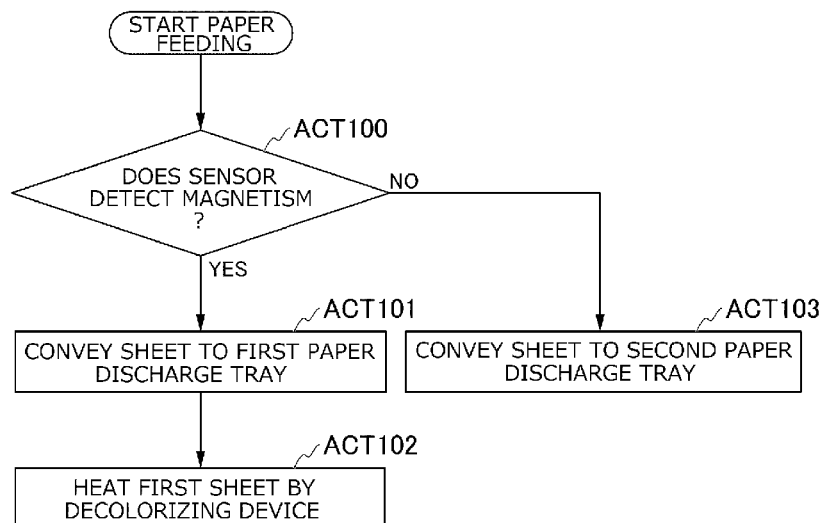 START PAPER
FEEDING
ACT100
DOES SENSOR
DETECT MAGNETISM
?
NO
YES
ACT101
CONVEY SHEET TO FIRST PAPER
DISCHARGE TRAY
ACT103
CONVEY SHEET TO SECOND PAPER
DISCHARGE TRAY
ACT102
HEAT FIRST SHEET BY
DECOLORIZING DEVICE